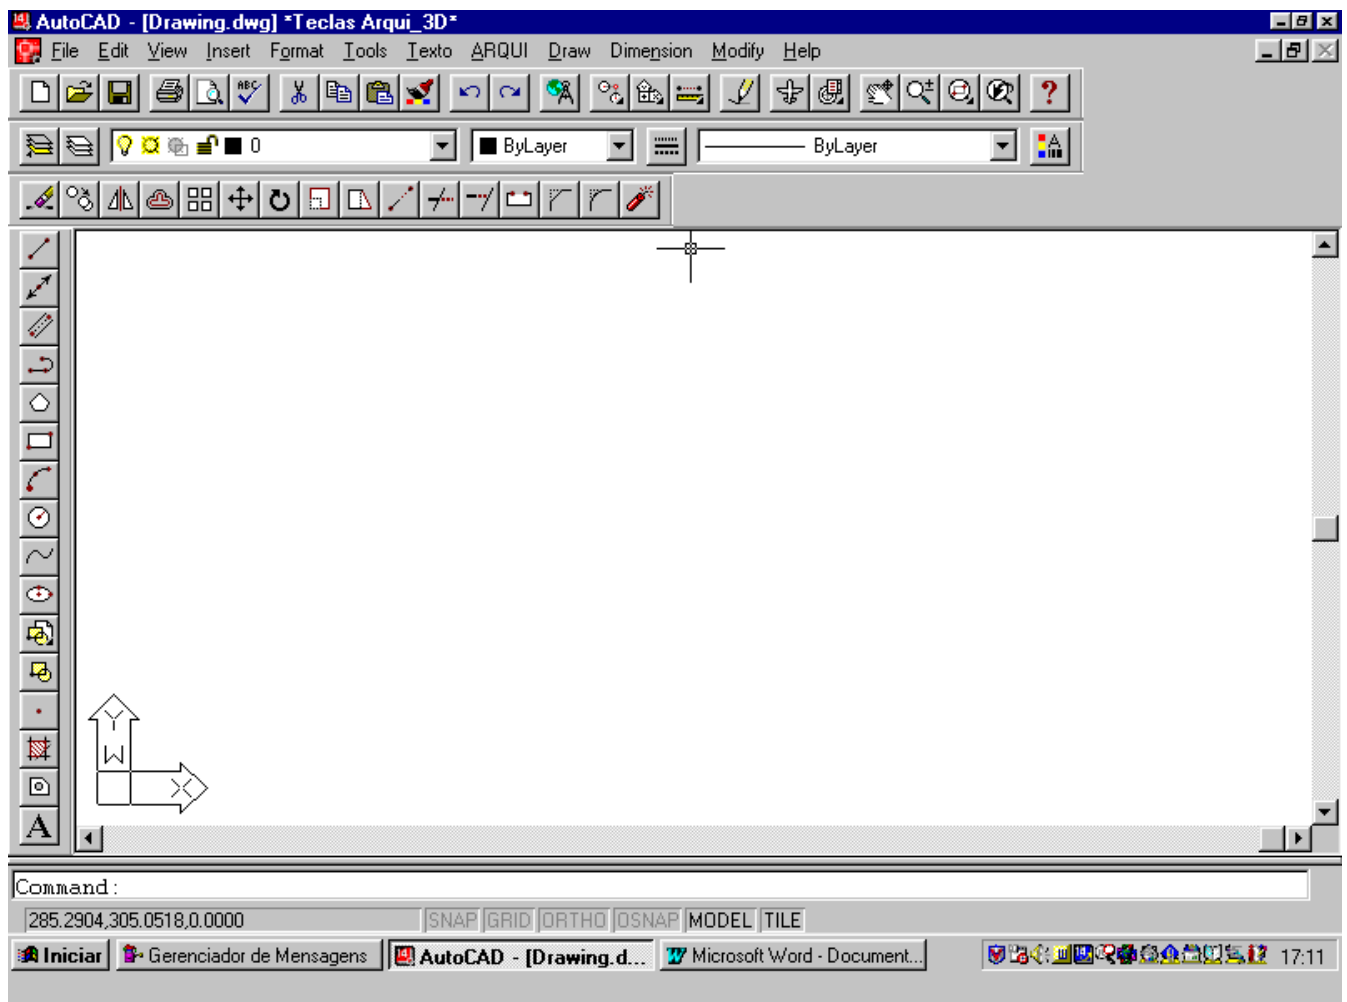 AutoCAD - [Drawing.dwg] *Teclas Arqui_3D*
File Edit View Insert Format Tools Texto ARQUI Draw Dimension Modify Help
ABC
?
0 ByLayer ByLayer
Y
W
X
A
Command:
285.2904,305.0518,0.0000 SNAP GRID ORTHO OSNAP MODEL TILE
Iniciar Gerenciador de Mensagens AutoCAD - [Drawing.d... Microsoft Word - Document... 17:11